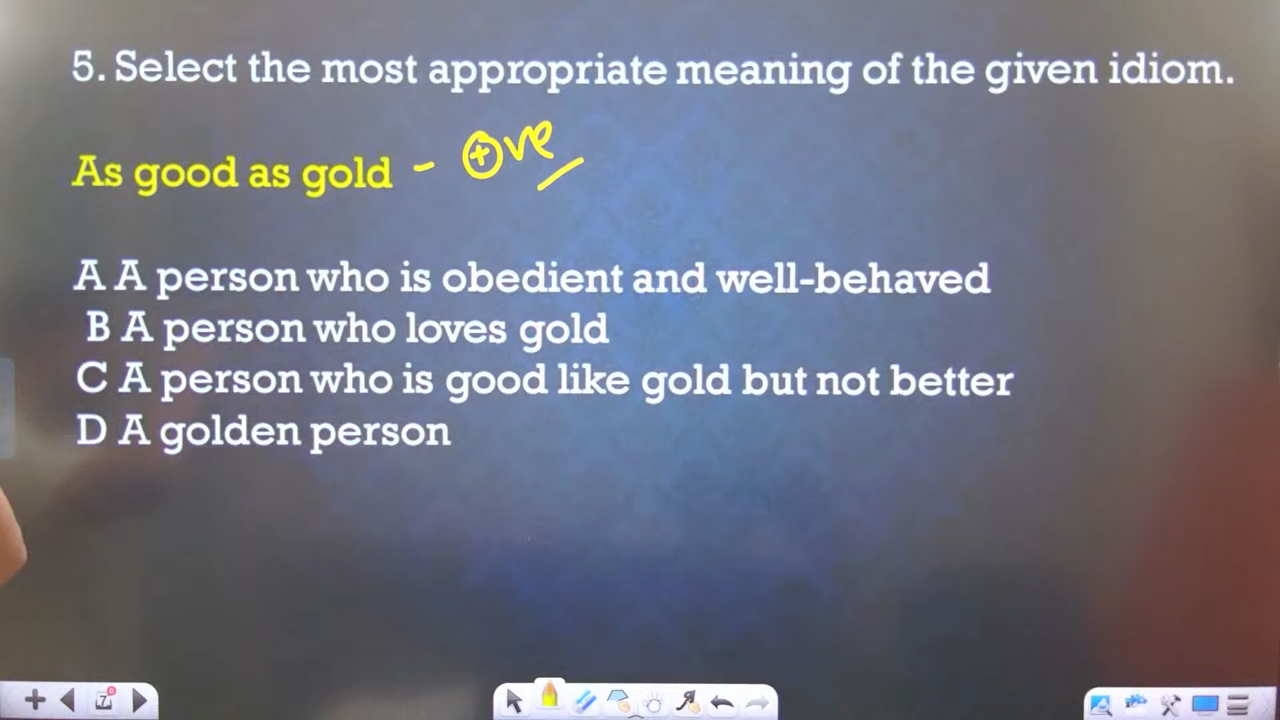 5. Select the most appropriate meaning of the given idiom.
As good as gold - +ve
A A person who is obedient and well-behaved
B A person who loves gold
C A person who is good like gold but not better
D A golden person